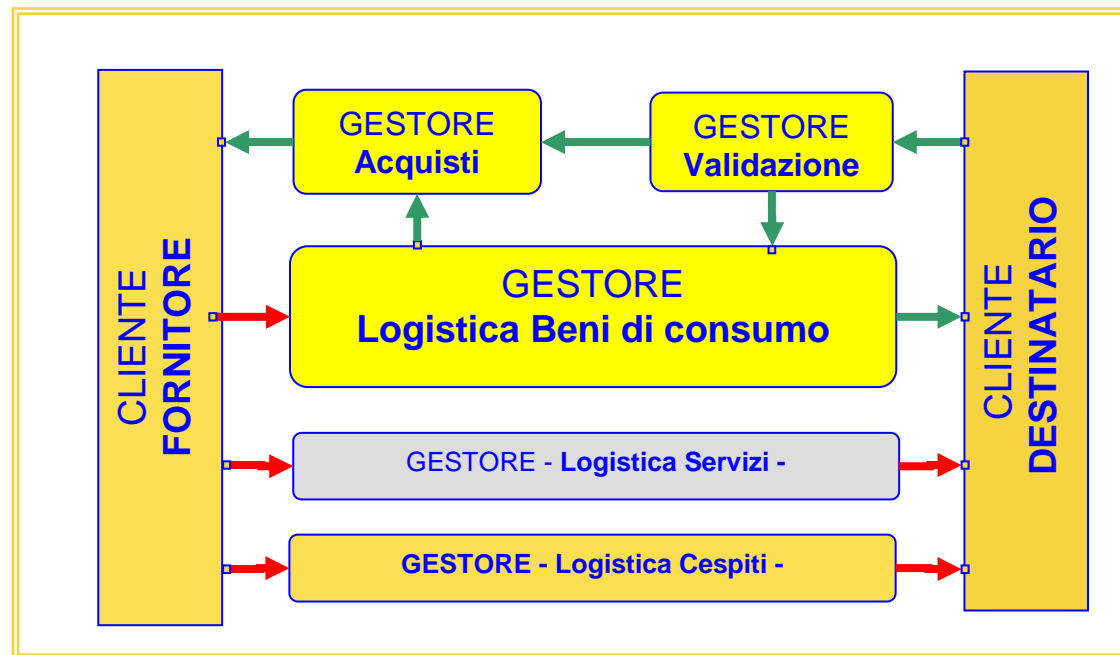 CLIENTE
FORNITORE
GESTORE
Acquisti
GESTORE
Validazione
GESTORE
Logistica Beni di consumo
GESTORE - Logistica Servizi -
GESTORE - Logistica Cespiti -
CLIENTE
DESTINATARIO